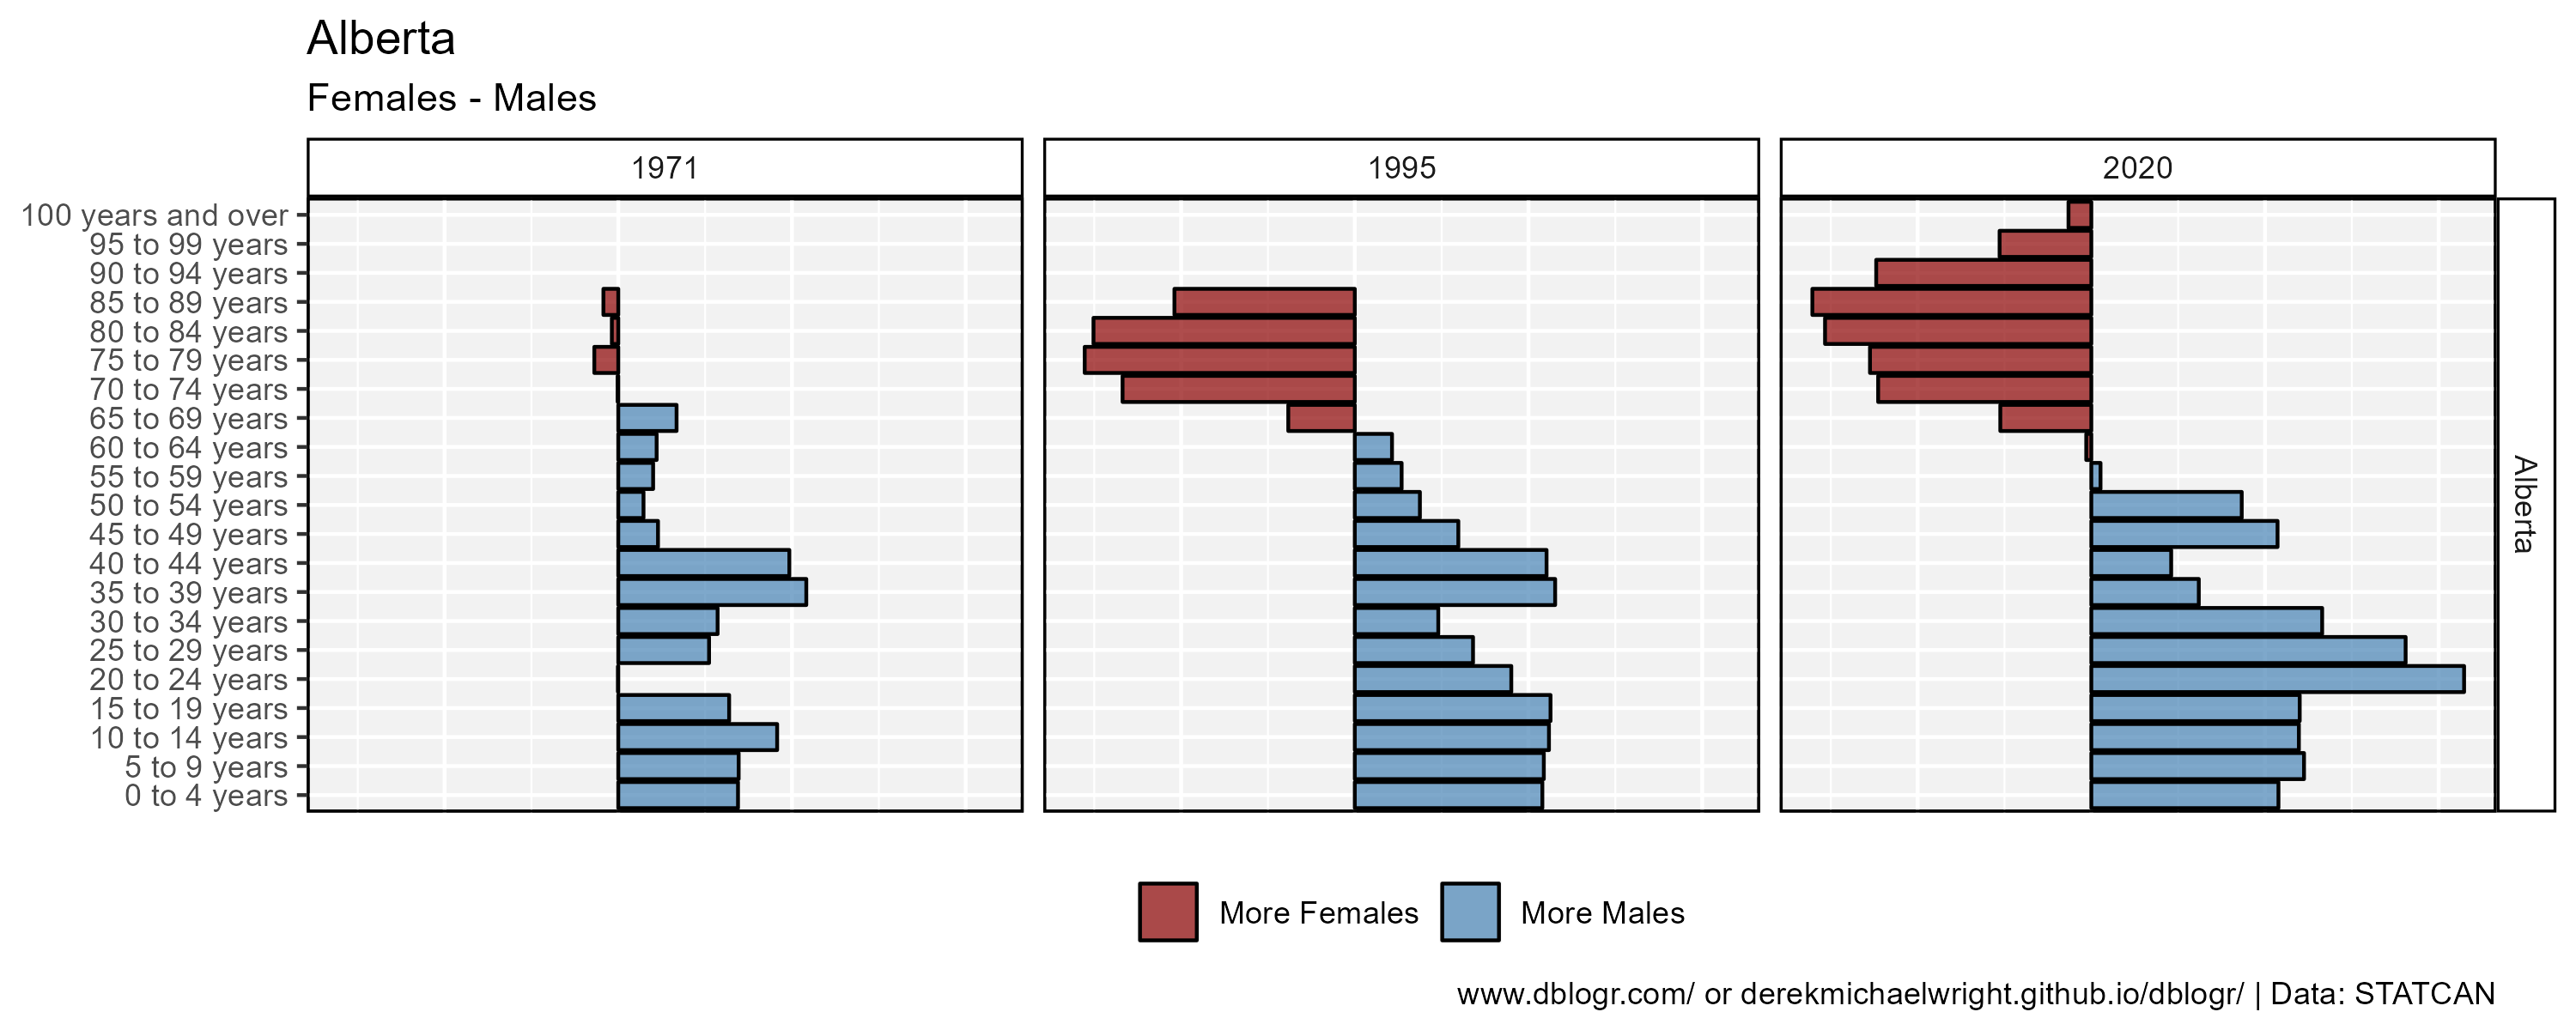 Alberta
Females - Males
1971
1995
2020
100 years and over
95 to 99 years
90 to 94 years
85 to 89 years
80 to 84 years
75 to 79 years
70 to 74 years
65 to 69 years
60 to 64 years
55 to 59 years
50 to 54 years
45 to 49 years
40 to 44 years
35 to 39 years
30 to 34 years
25 to 29 years
20 to 24 years
15 to 19 years
10 to 14 years
5 to 9 years
0 to 4 years
Alberta
More Females
More Males
www.dblogr.com/ or derekmichaelwright.github.io/dblogr/ | Data: STATCAN